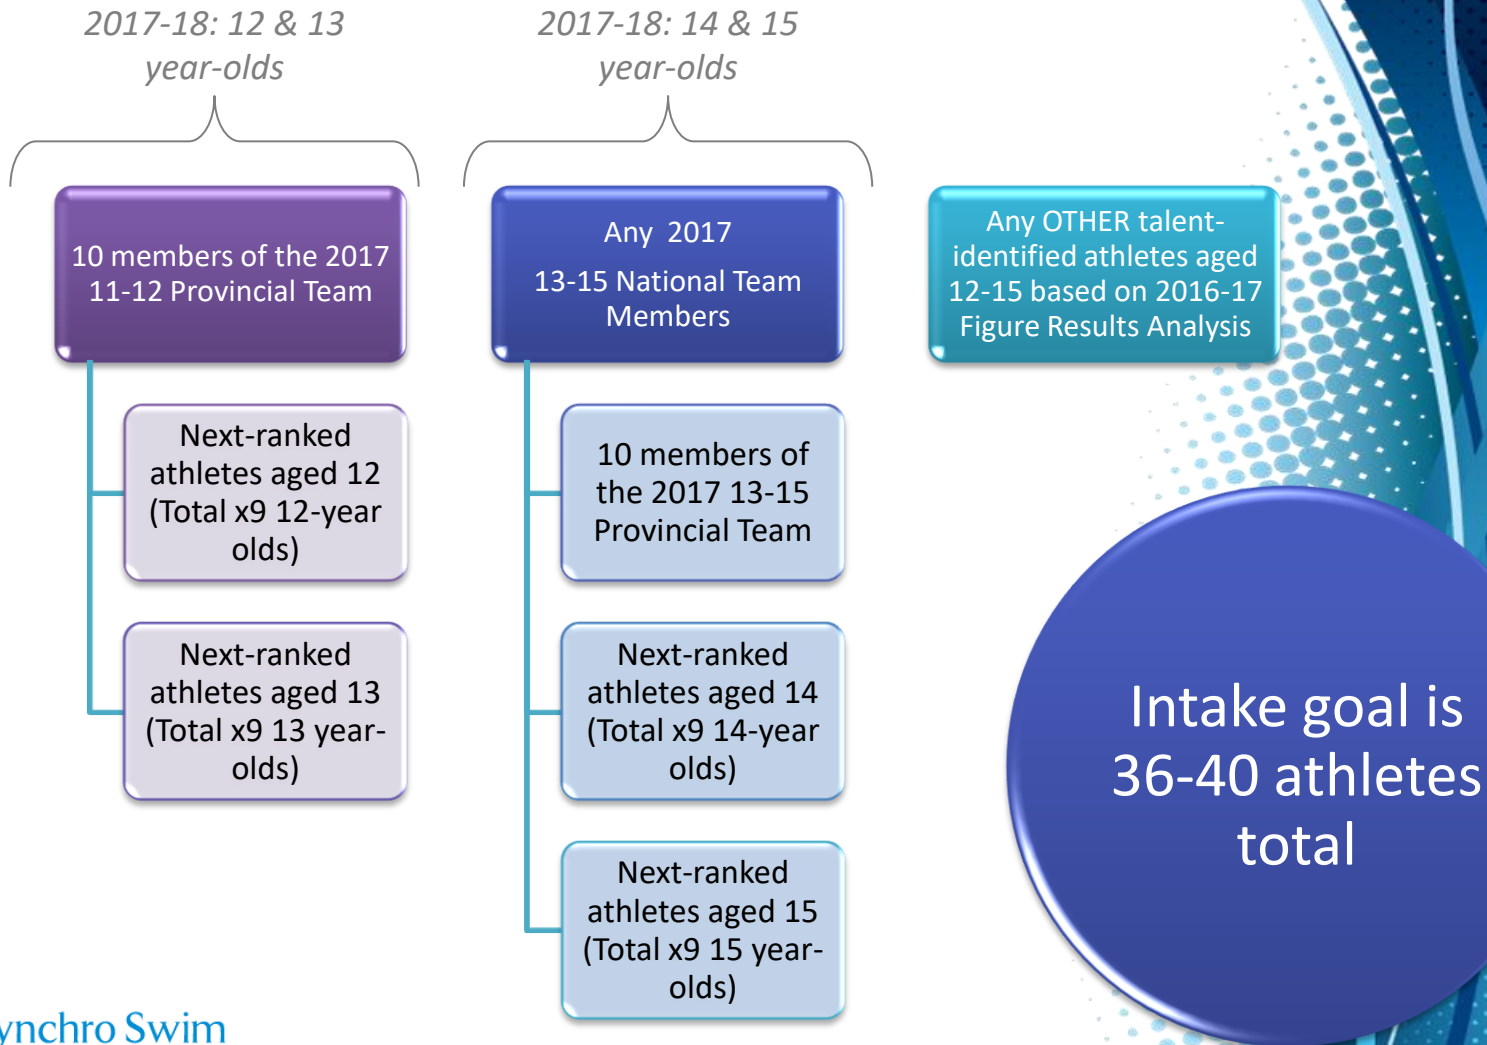 2017-18: 12 & 13
year-olds
10 members of the 2017
11-12 Provincial Team
Next-ranked
athletes aged 12
(Total x9 12-year
olds)
Next-ranked
athletes aged 13
(Total x9 13 year-
olds)
2017-18: 14 & 15
year-olds
Any 2017
13-15 National Team
Members
10 members of
the 2017 13-15
Provincial Team
Next-ranked
athletes aged 14
(Total x9 14-year
olds)
Next-ranked
athletes aged 15
(Total x9 15 year-
olds)
Any OTHER talent-
identified athletes aged
12-15 based on 2016-17
Figure Results Analysis
Intake goal is
36-40 athletes
total
ynchro Swim